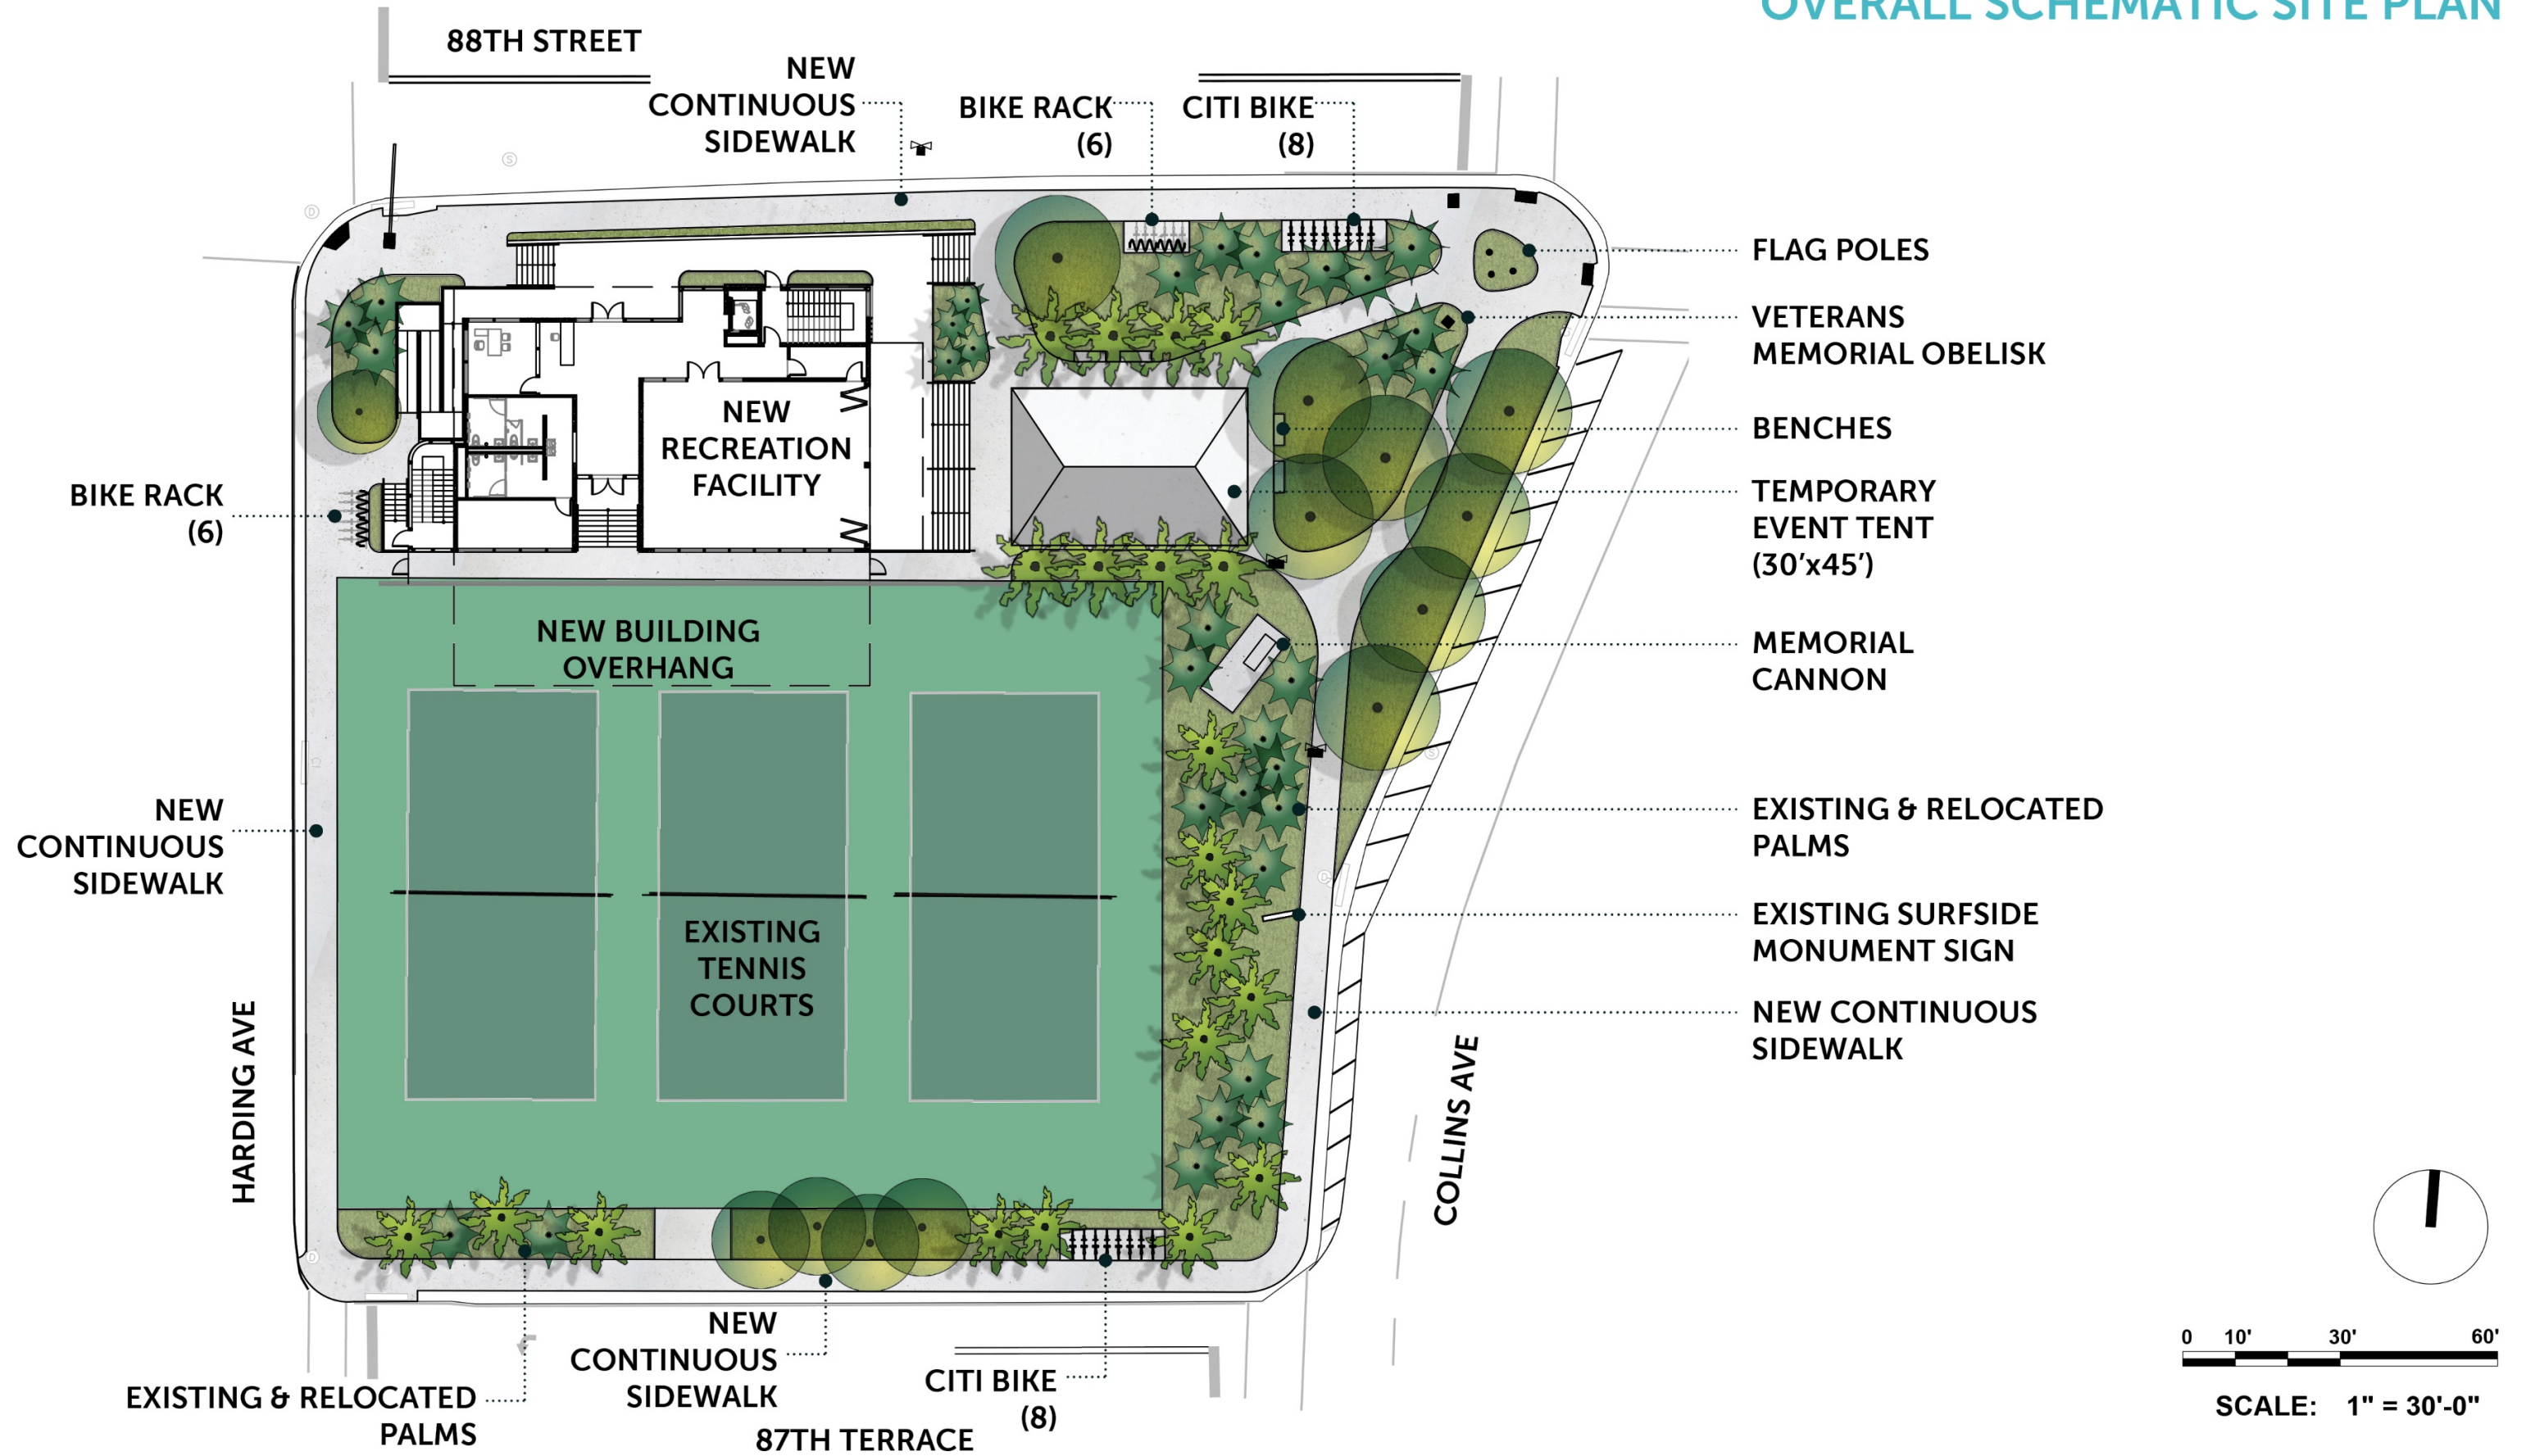 OVERALL SCHEMATIC SITE PLAN
88TH STREET
NEW
CONTINUOUS
SIDEWALK
BIKE RACK
(6)
CITI BIKE
(8)
FLAG POLES
VETERANS
MEMORIAL OBELISK
BENCHES
TEMPORARY
EVENT TENT
(30'x45')
MEMORIAL
CANNON
EXISTING & RELOCATED
PALMS
EXISTING SURFSIDE
MONUMENT SIGN
NEW CONTINUOUS
SIDEWALK
NEW
RECREATION
FACILITY
BIKE RACK
(6)
NEW BUILDING
OVERHANG
NEW
CONTINUOUS
SIDEWALK
EXISTING
TENNIS
COURTS
HARDING AVE
COLLINS AVE
NEW
CONTINUOUS
SIDEWALK
EXISTING & RELOCATED
PALMS
CITI BIKE
(8)
87TH TERRACE
0 10' 30' 60'
SCALE: 1" = 30'-0"
S
D
S
D
D